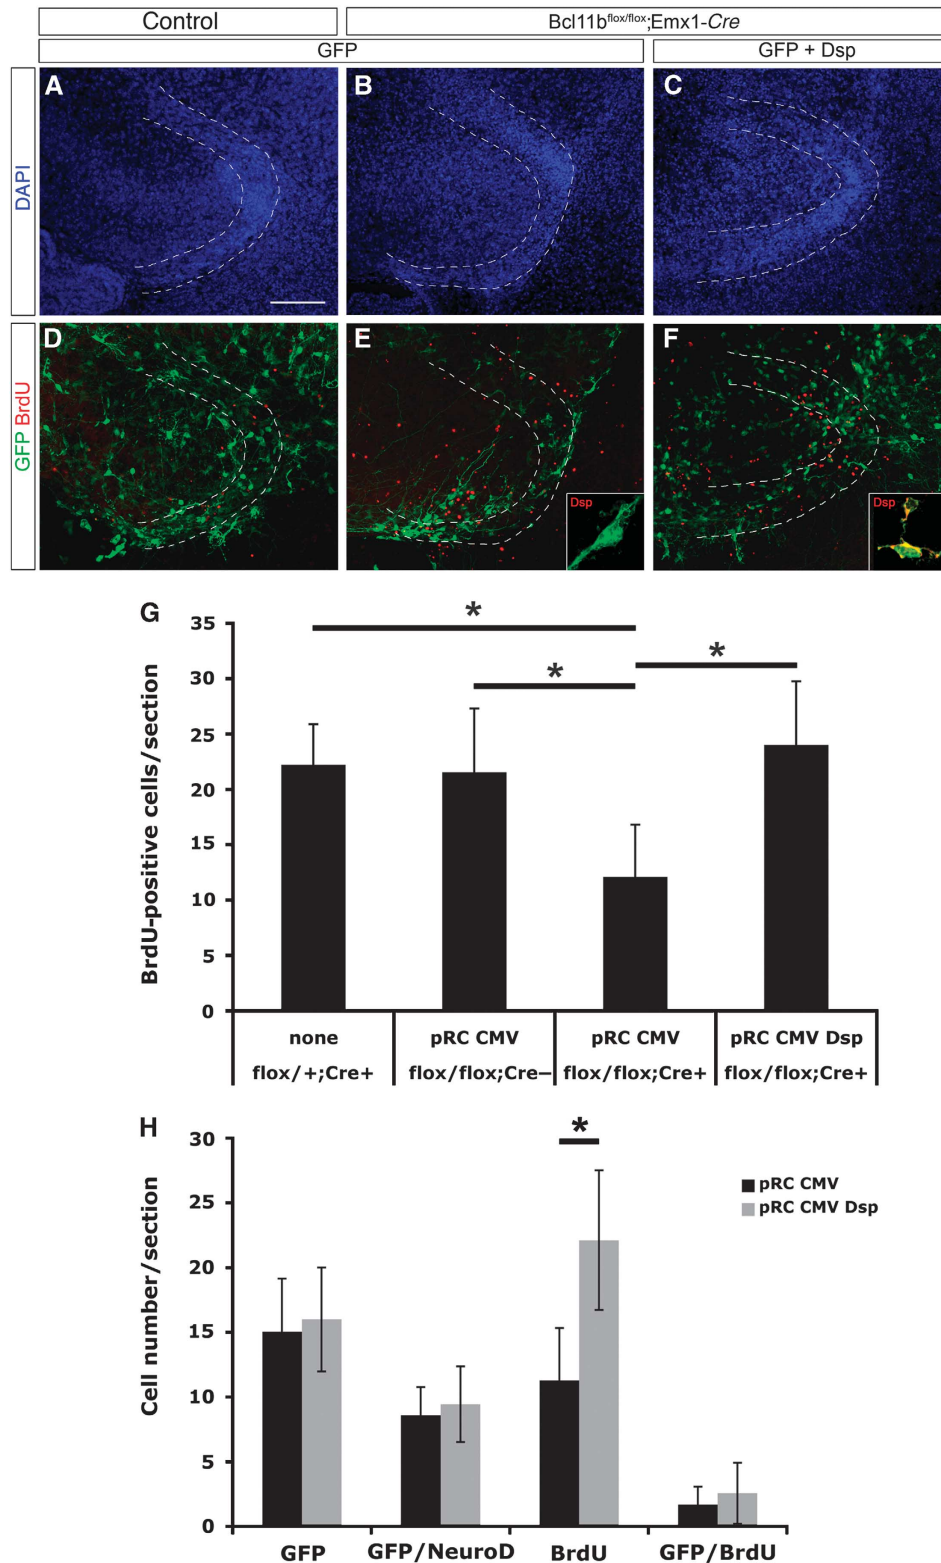 Control
Bcl11bflox/flox;Emx1-Cre
GFP
GFP + Dsp
DAPI
A
B
C
GFP BrdU
D
E
F
Dsp
Dsp
G
BrdU-positive cells/section
35
30
25
20
15
10
5
0
*
*
*
none
flox/+;Cre+
pRC CMV
flox/flox;Cre−
pRC CMV
flox/flox;Cre+
pRC CMV Dsp
flox/flox;Cre+
H
Cell number/section
30
25
20
15
10
5
0
*
pRC CMV
pRC CMV Dsp
GFP
GFP/NeuroD
BrdU
GFP/BrdU